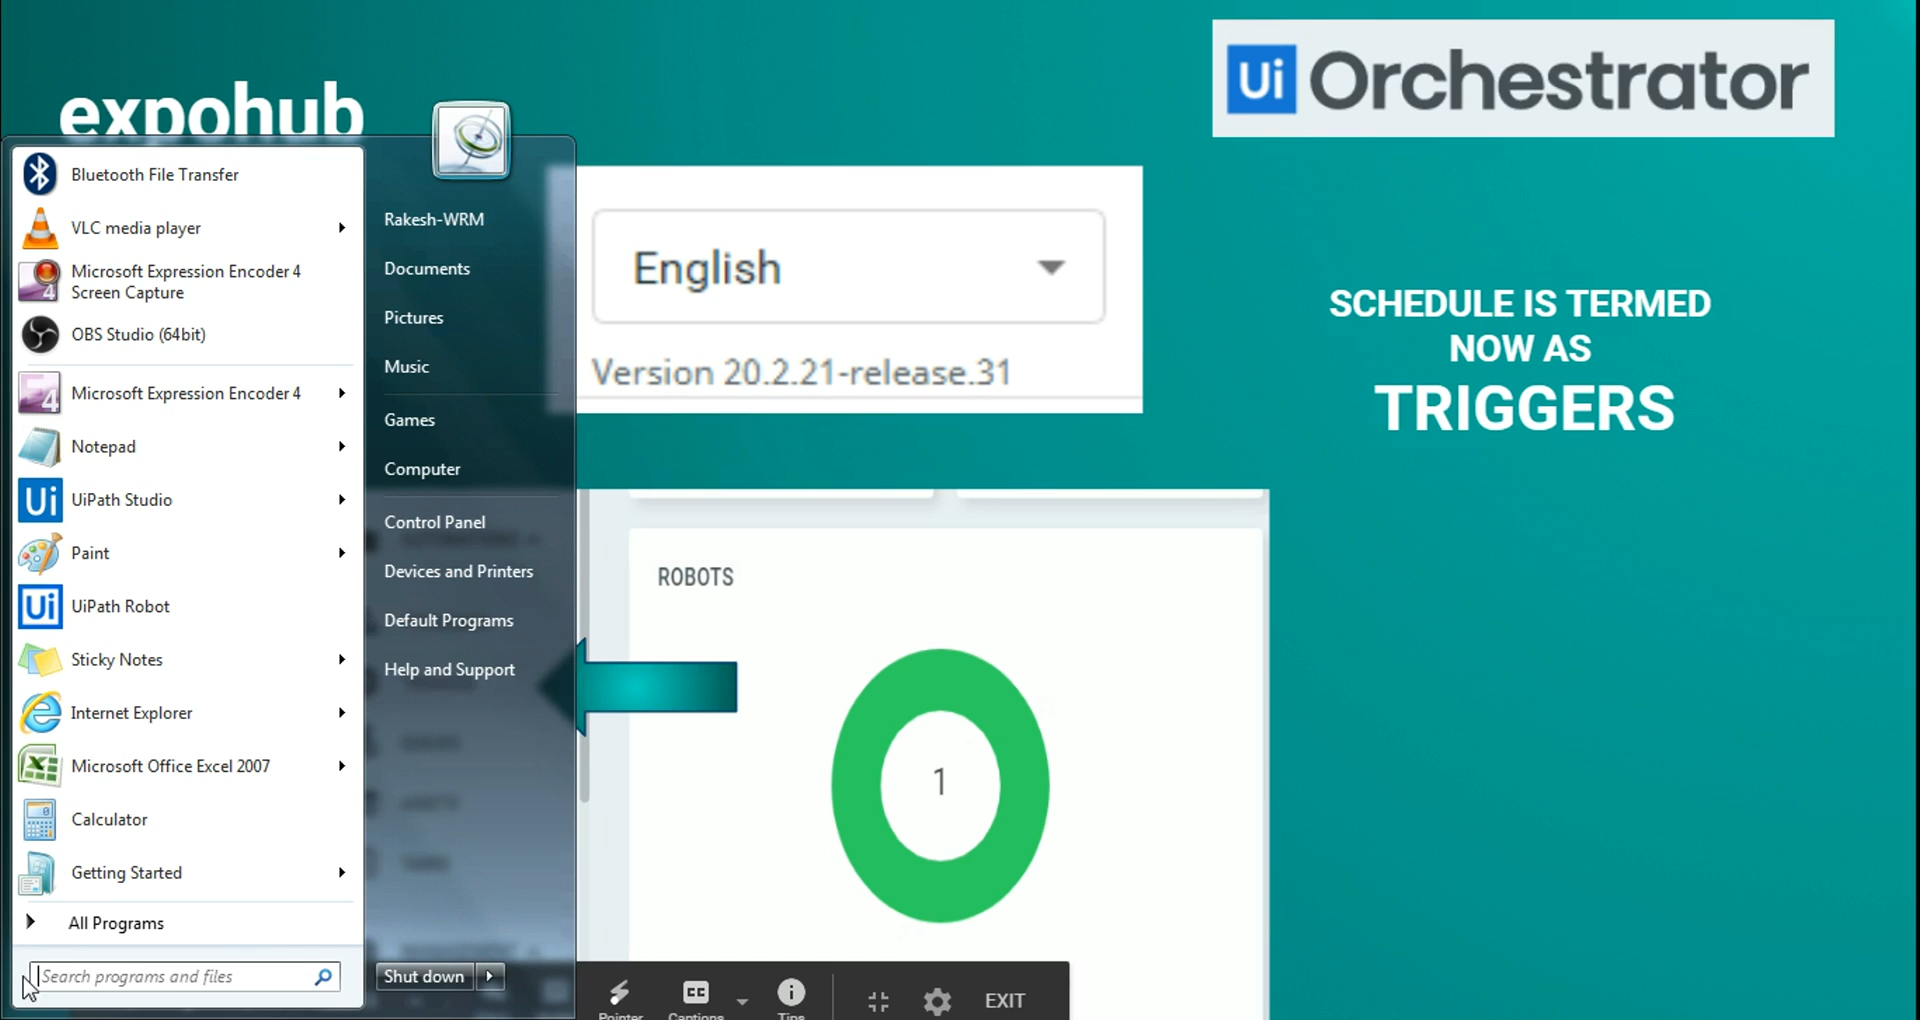 expohub
Ui Orchestrator
Bluetooth File Transfer
VLC media player
Microsoft Expression Encoder 4
Screen Capture
OBS Studio (64bit)
Microsoft Expression Encoder 4
Notepad
UiPath Studio
Paint
UiPath Robot
Sticky Notes
Internet Explorer
Microsoft Office Excel 2007
Calculator
Getting Started
All Programs
Search programs and files
Rakesh-WRM
Documents
Pictures
Music
Games
Computer
Control Panel
Devices and Printers
Default Programs
Help and Support
Shut down
English
Version 20.2.21-release.31
SCHEDULE IS TERMED
NOW AS
TRIGGERS
ROBOTS
1
Pointer
Captions
Tips
EXIT